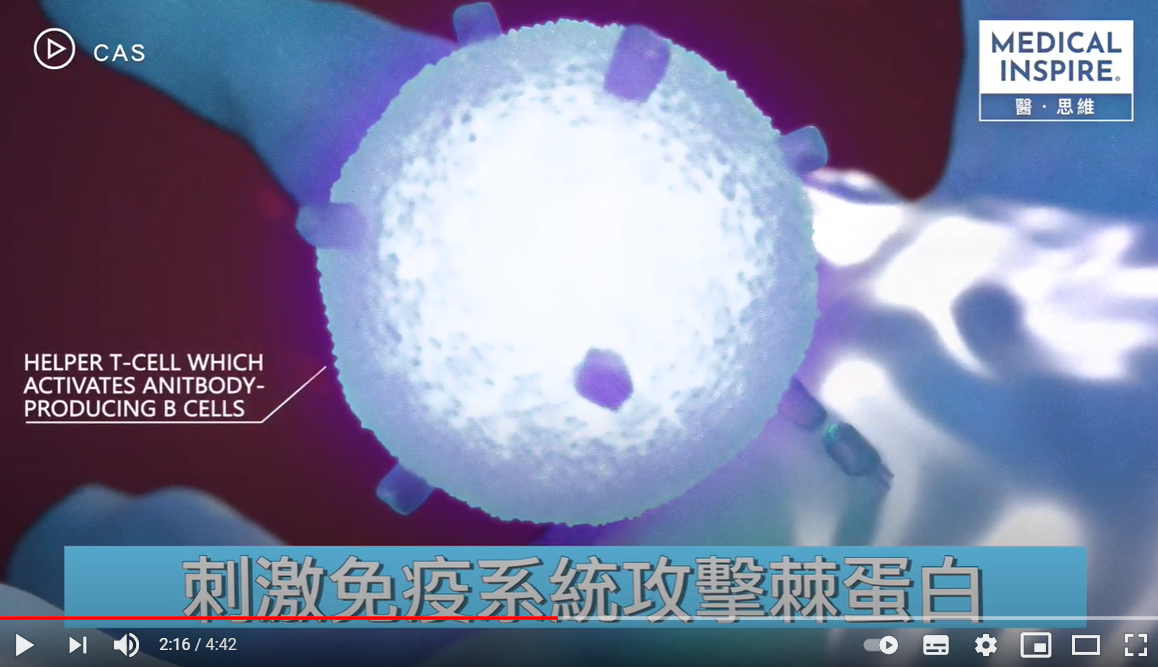 CAS
MEDICAL
INSPIRE.
醫·思維
HELPER T-CELL WHICH
ACTIVATES ANITBODY-
PRODUCING B CELLS
刺激免疫系統攻擊棘蛋白
2:16 / 4:42